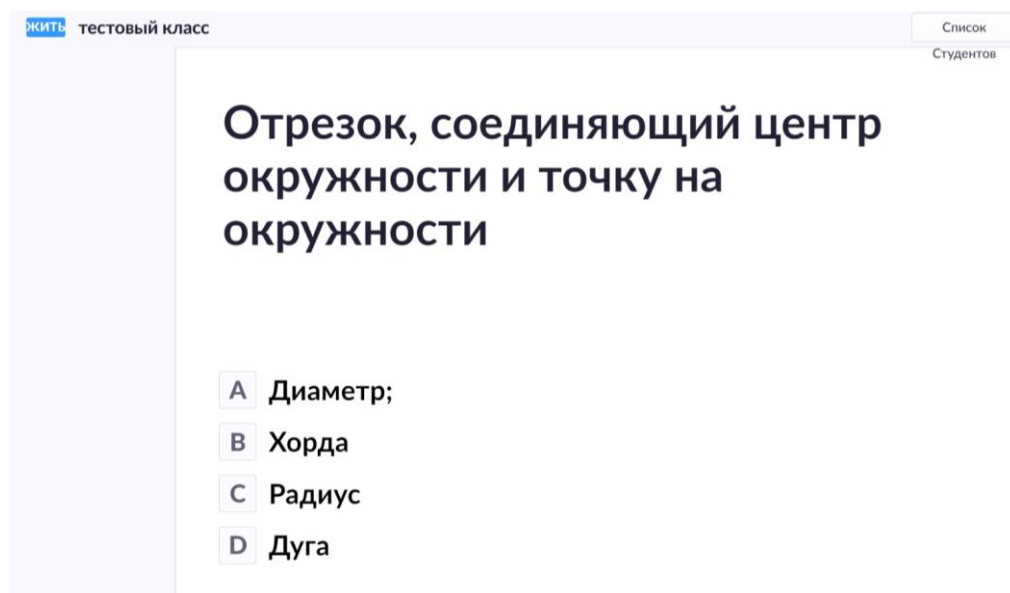 жить тестовый класс
Список
Студентов
Отрезок, соединяющий центр
окружности и точку на
окружности
A Диаметр;
B Хорда
C Радиус
D Дуга